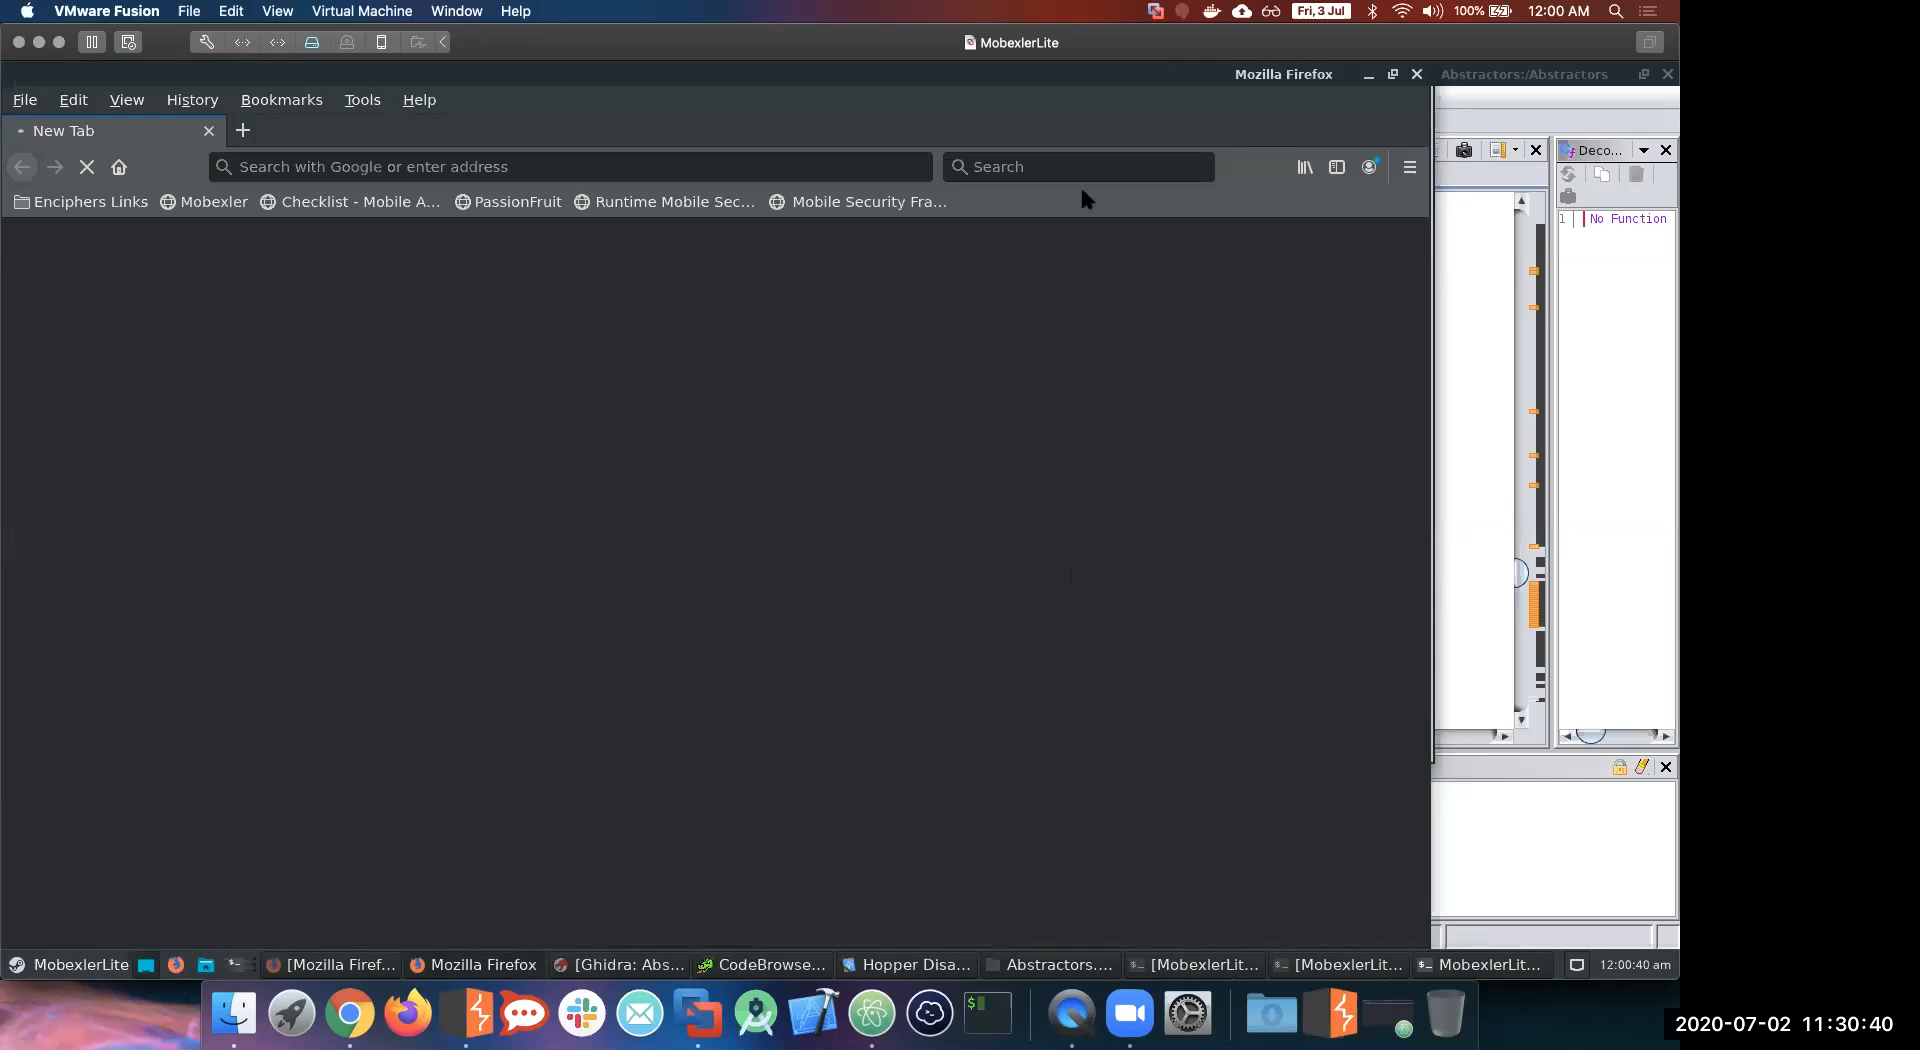 VMware Fusion File Edit View Virtual Machine Window Help Fri, 3 Jul 100% 12:00 AM
MobexlerLite
Mozilla Firefox Abstractors:/Abstractors
File Edit View History Bookmarks Tools Help
New Tab
Deco...
Search with Google or enter address Search
Enciphers Links Mobexler Checklist - Mobile A... PassionFruit Runtime Mobile Sec... Mobile Security Fra...
1 No Function
MobexlerLite [Mozilla Firef... Mozilla Firefox [Ghidra: Abs... CodeBrowse... Hopper Disa... Abstractors.... [MobexlerLit... [MobexlerLit... MobexlerLit... 12:00:40 am
$
2020-07-02 11:30:40